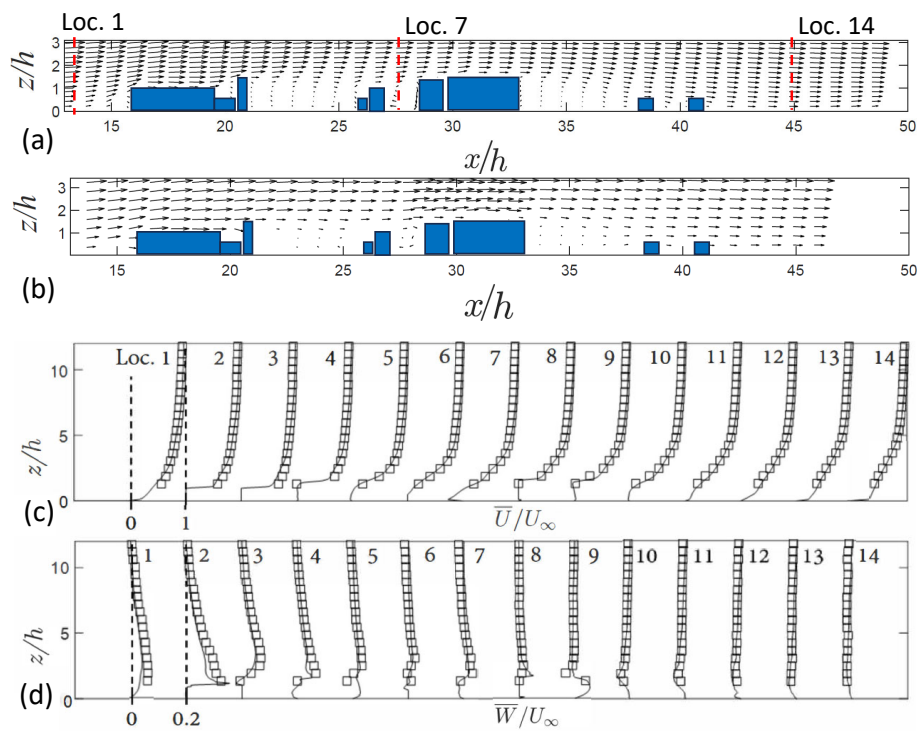 Loc. 1 Loc. 7 Loc. 14
z/h
3
2
1
0
15 20 25 30 35 40 45 50
(a)
x/h
z/h
3
2
1
15 20 25 30 35 40 45 50
(b)
x/h
Loc. 1 2 3 4 5 6 7 8 9 10 11 12 13 14
z/h
10
5
0
(c)
0 1
U̅/U∞
1 2 3 4 5 6 7 8 9 10 11 12 13 14
z/h
10
5
0
(d)
0 0.2
W̅/U∞